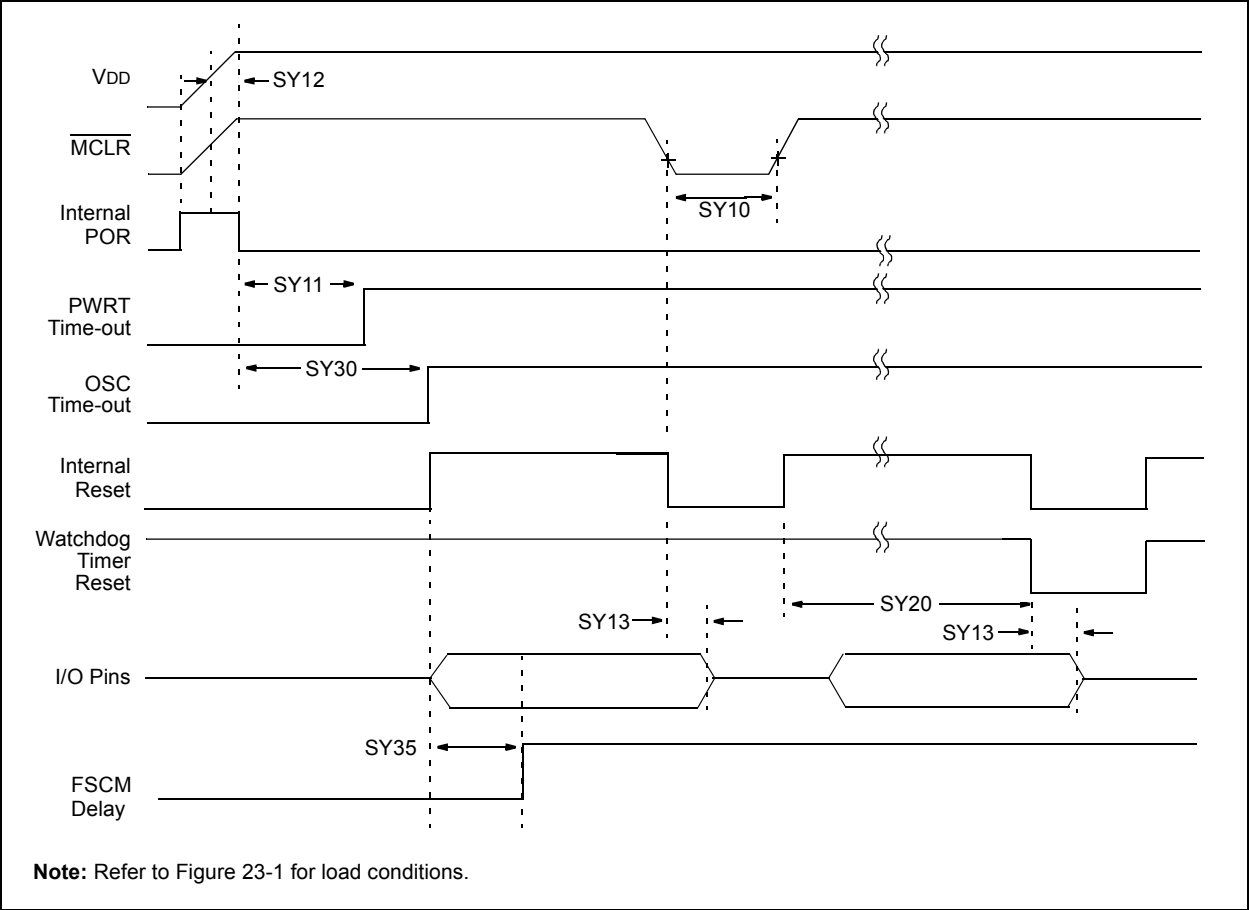 VDD
SY12
MCLR
SY10
Internal
POR
SY11
PWRT
Time-out
SY30
OSC
Time-out
Internal
Reset
Watchdog
Timer
Reset
SY20
SY13
SY13
I/O Pins
SY35
FSCM
Delay
Note: Refer to Figure 23-1 for load conditions.